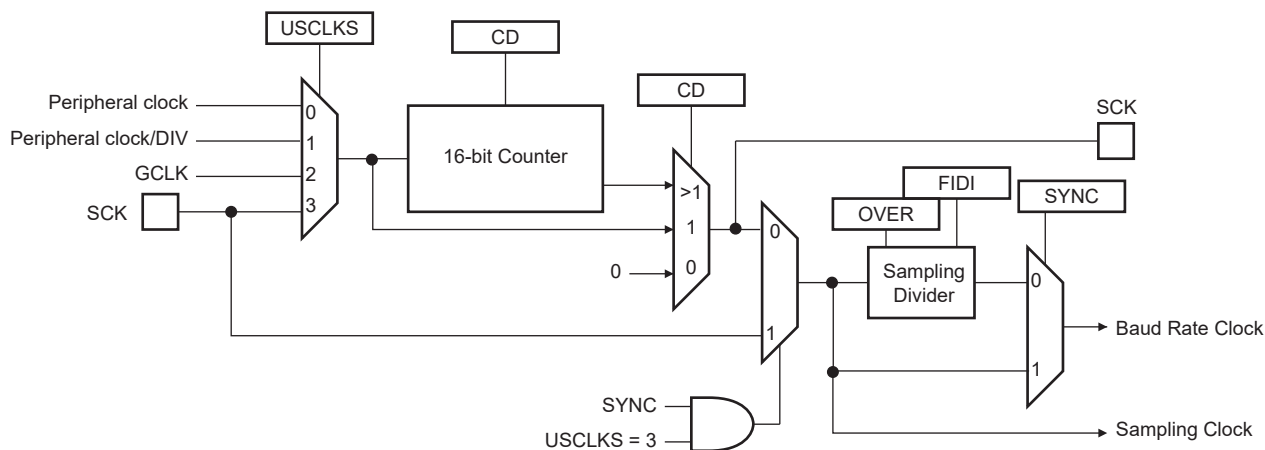 USCLKS
CD
Peripheral clock
0
Peripheral clock/DIV
1
GCLK
2
SCK
3
16-bit Counter
CD
>1
1
0
0
SCK
0
1
FIDI
OVER
SYNC
Sampling
Divider
0
1
Baud Rate Clock
SYNC
USCLKS = 3
Sampling Clock